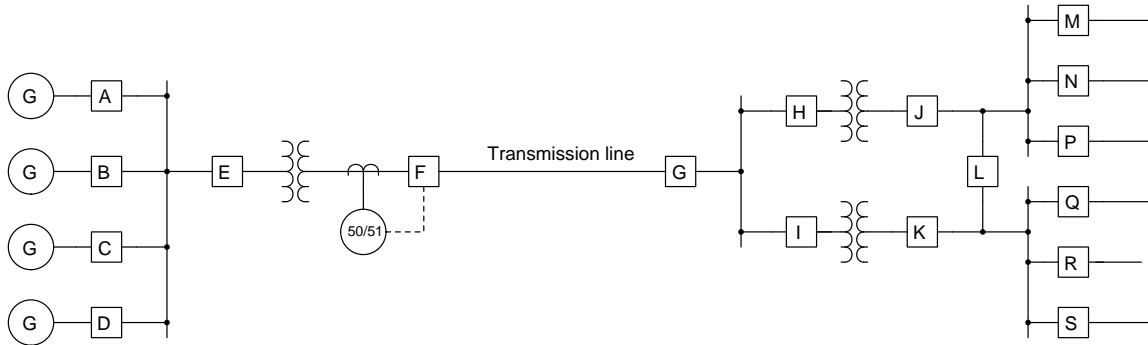 M
G A
N
H J
Transmission line
P
G B
E
F
G
L
50/51
Q
G C
I K
R
G D
S